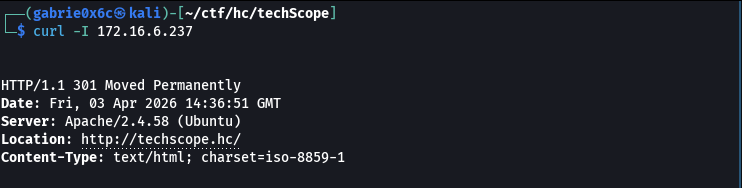 ┌──(gabrie0x6c㉿kali)-[~/ctf/hc/techScope]
└─$ curl -I 172.16.6.237
HTTP/1.1 301 Moved Permanently
Date: Fri, 03 Apr 2026 14:36:51 GMT
Server: Apache/2.4.58 (Ubuntu)
Location: http://techscope.hc/
Content-Type: text/html; charset=iso-8859-1